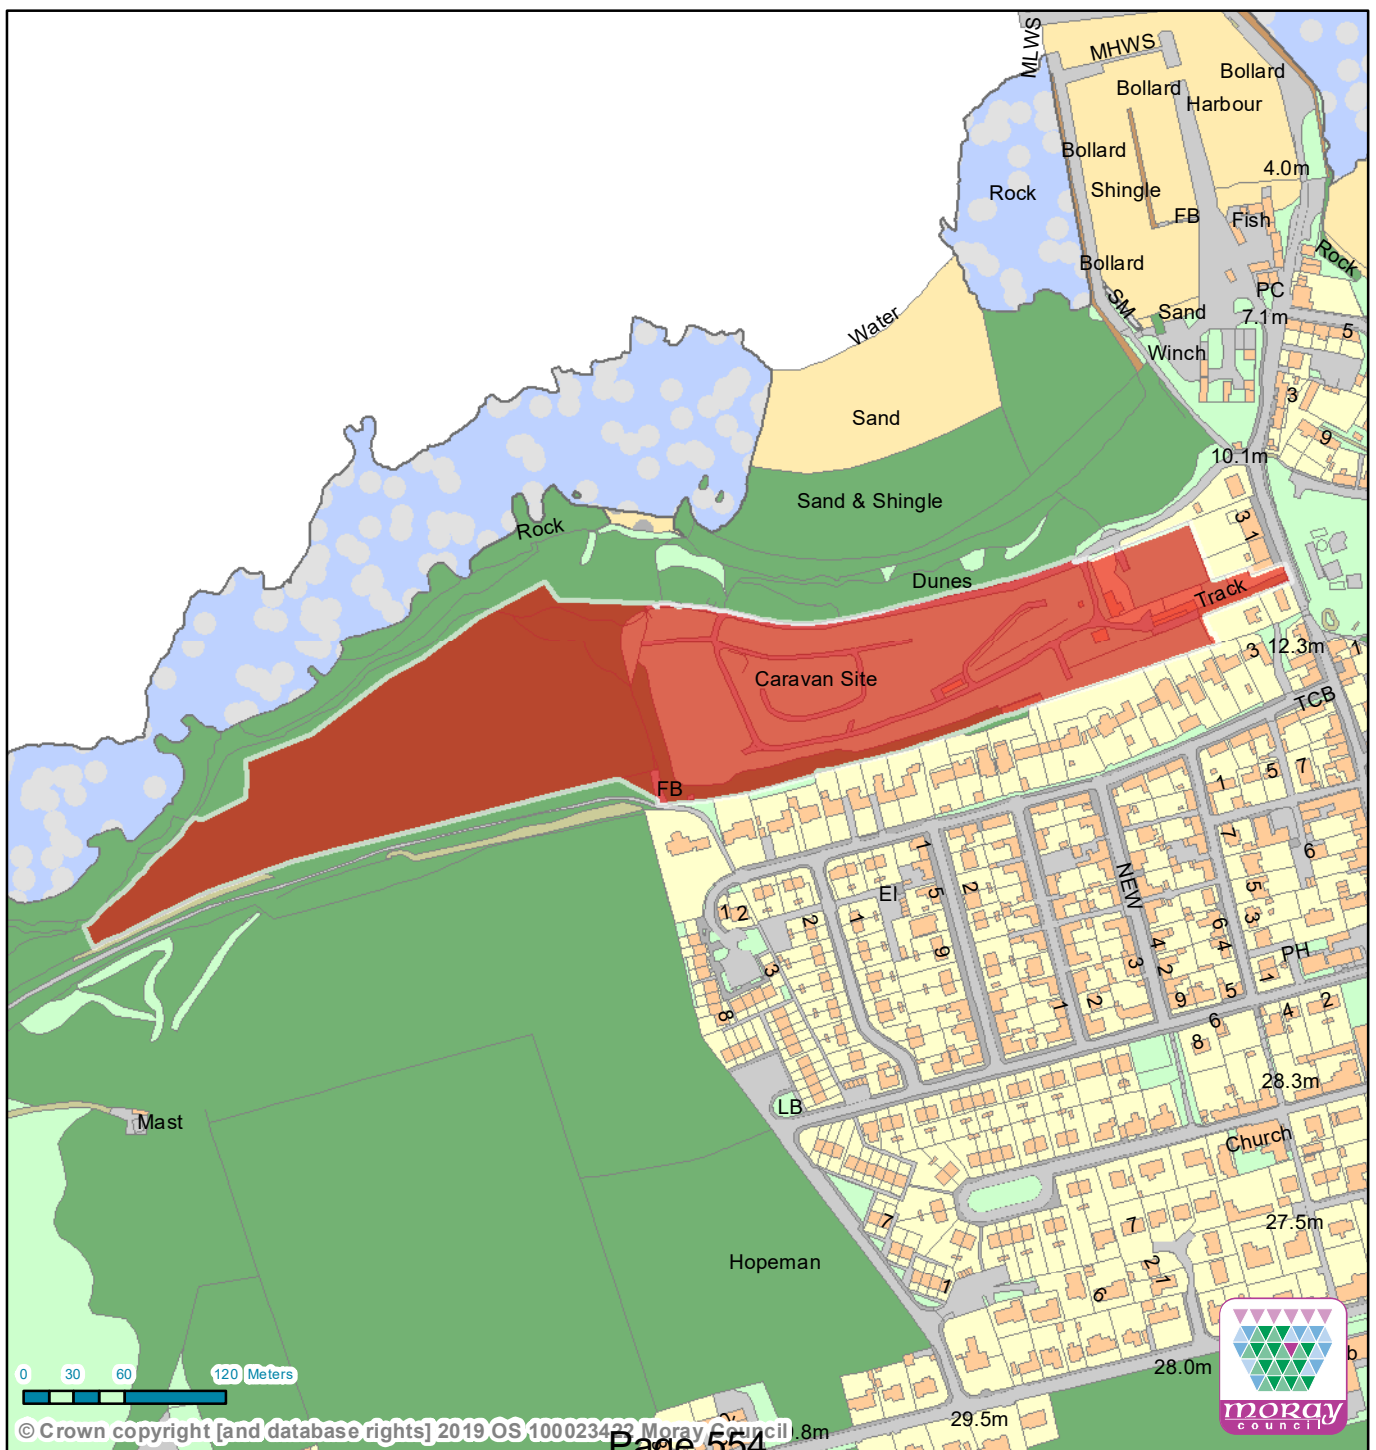 MLWS
MHWS
Bollard
Bollard
Harbour
Bollard
4.0m
Rock
Shingle
FB
Fish
Rock
Bollard
SM
PC
Sand
7.1m
5
Water
Winch
3
Sand
9
10.1m
Sand & Shingle
3
1
Rock
Dunes
Track
3
12.3m
1
Caravan Site
TCB
FB
1
5
7
1
7
6
El
5
2
NEW
5
1
2
2
1
3
6
4
9
4
2
3
PH
3
1
8
1
2
9
5
2
4
6
8
28.3m
LB
Mast
Church
7
7
27.5m
Hopeman
2
1
1
6
28.0m
b
0 30 60 120 Meters
moray
council
29.5m
© Crown copyright [and database rights] 2019 OS 100023422 Moray Council
.8m
Page 554